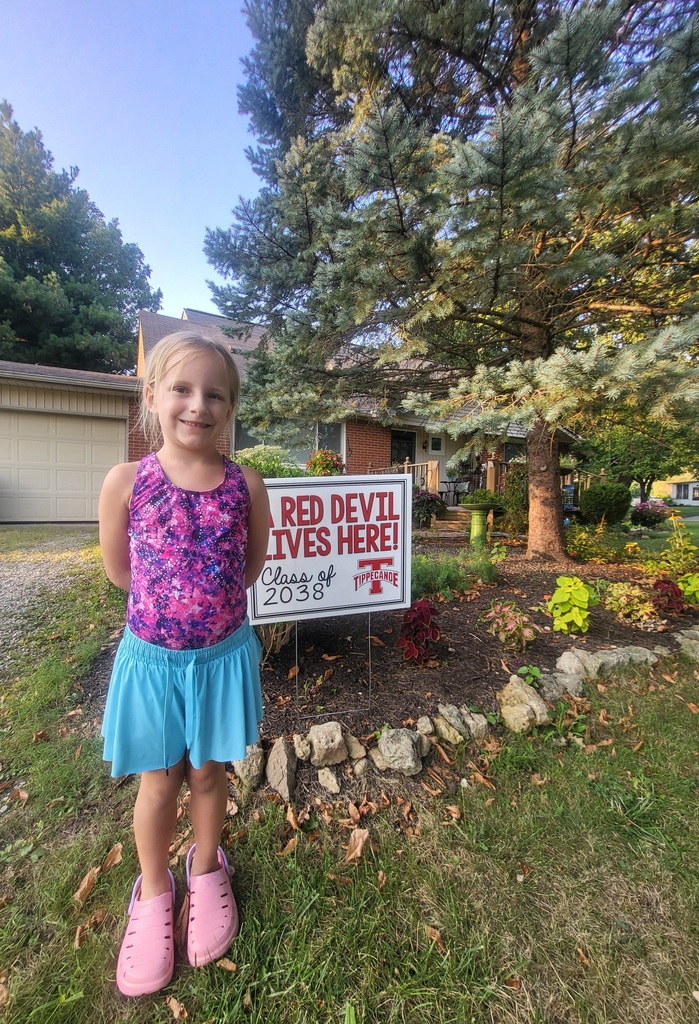 A RED DEVIL
LIVES HERE!
Class of
2038
T
TIPPECANOE